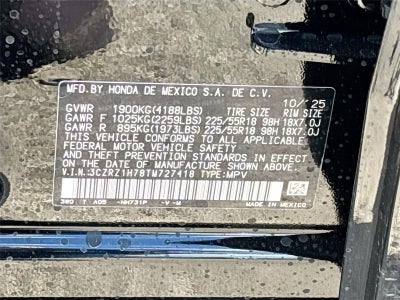 MFD.BY HONDA DE MEXICO S.A. DE C.V.
10/'25
GVWR 1900KG(4188LBS) TIRE SIZE RIM SIZE
GAWR F 1025KG(2259LBS) 225/55R18 98H 18X7.0J
GAWR R 895KG(1973LBS) 225/55R18 98H 18X7.0J
THIS VEHICLE CONFORMS TO ALL APPLICABLE
FEDERAL MOTOR VEHICLE SAFETY
STANDARDS IN EFFECT ON THE DATE
OF MANUFACTURE SHOWN ABOVE.
V.I.N.:3CZRZ1H78TM727418 TYPE:MPV
3W0 T A05 -NH731P -V -M
MADE IN MEXICO